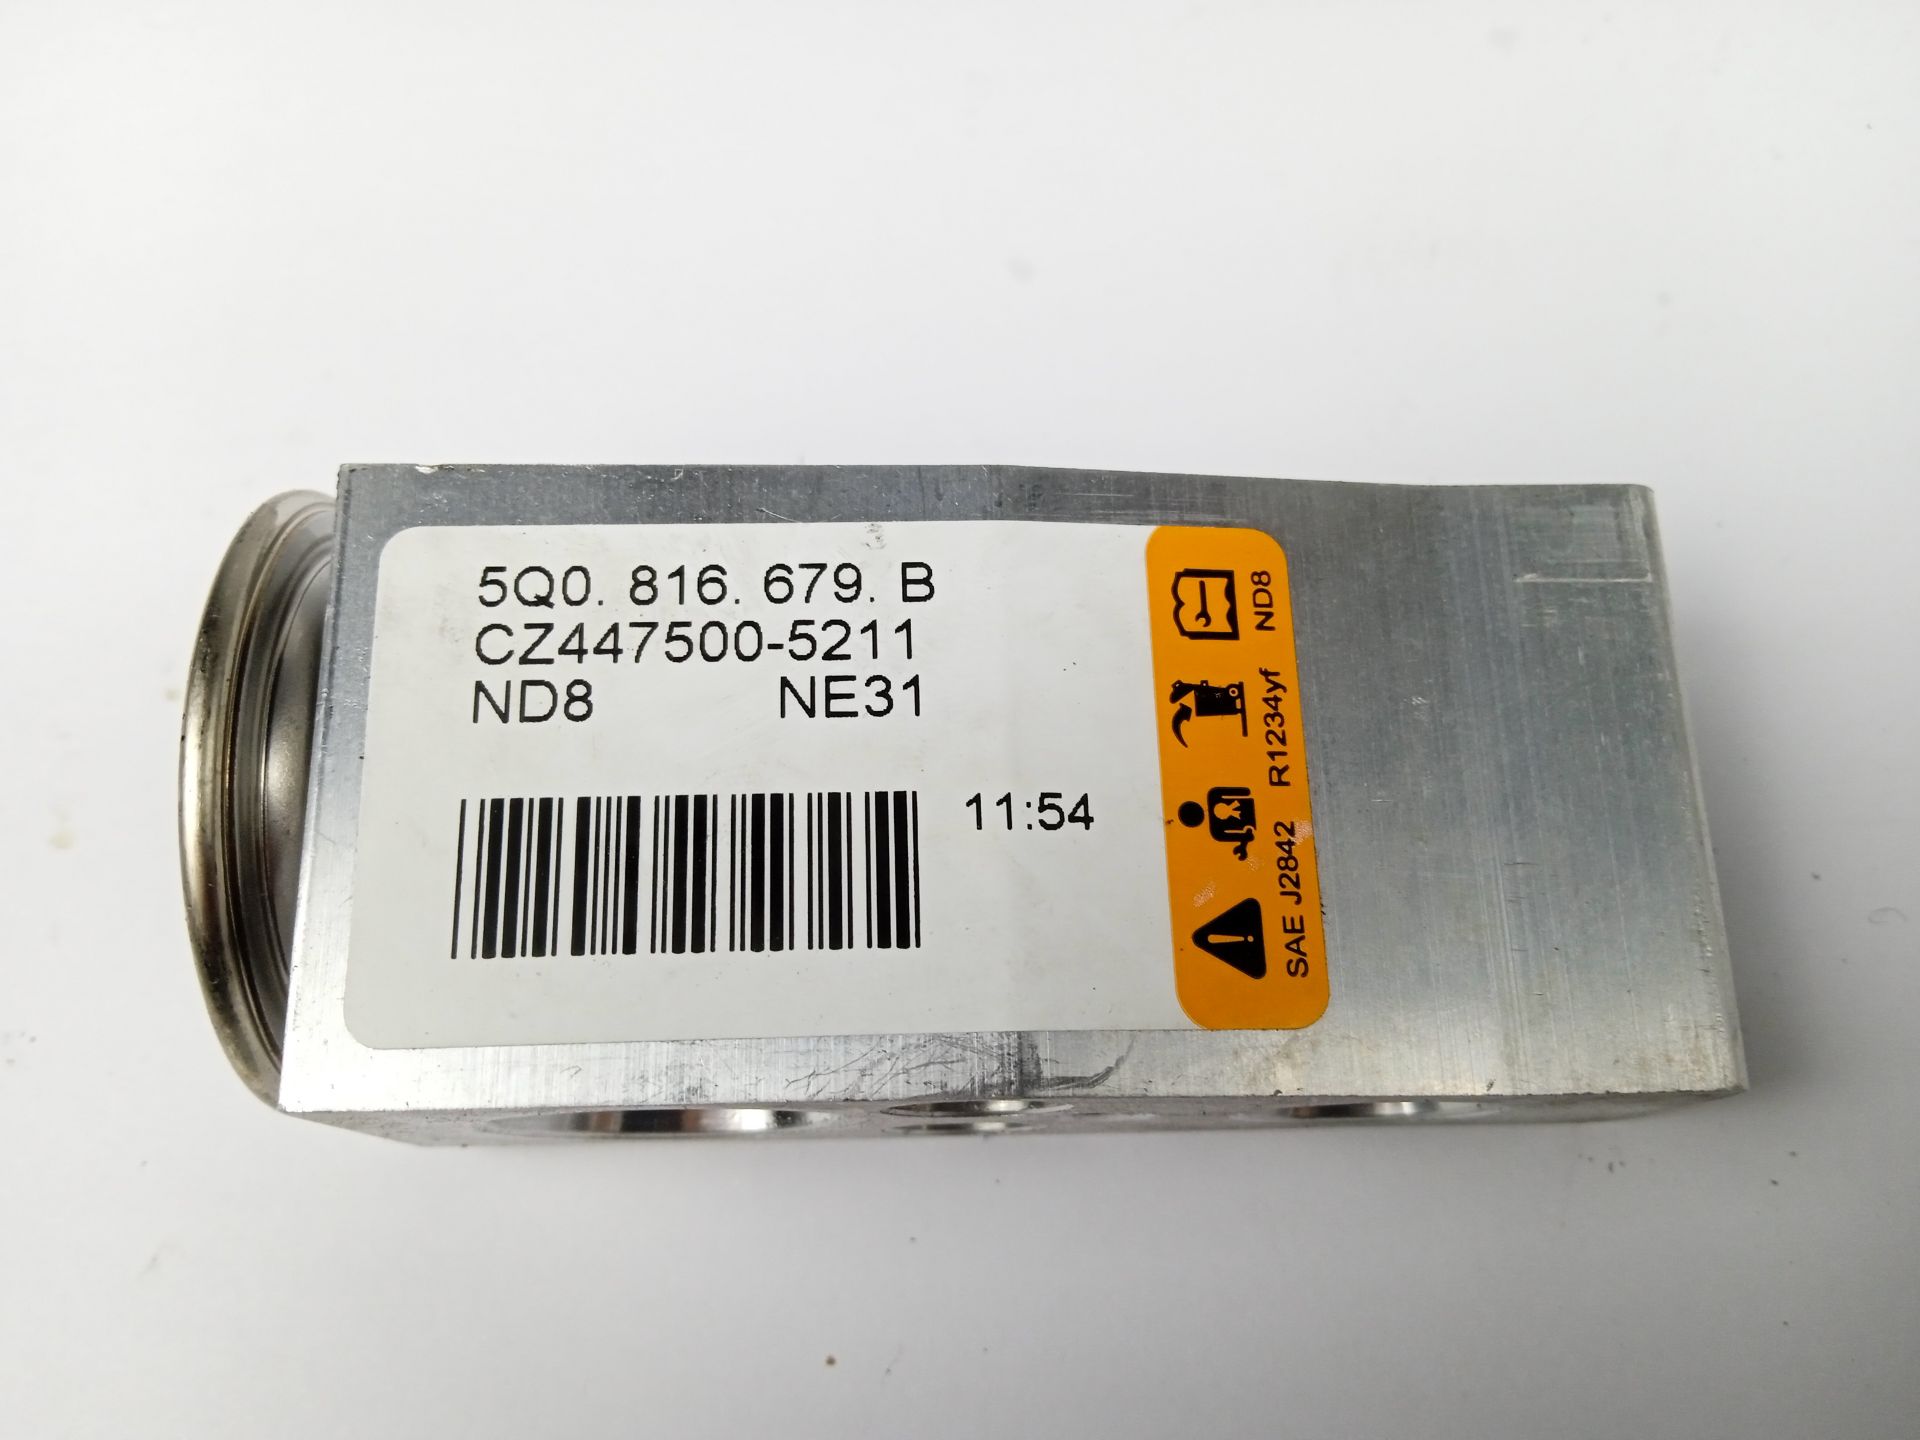 5Q0. 816. 679. B
CZ447500-5211
ND8 NE31
11:54
SAE J2842 R1234yf ND8